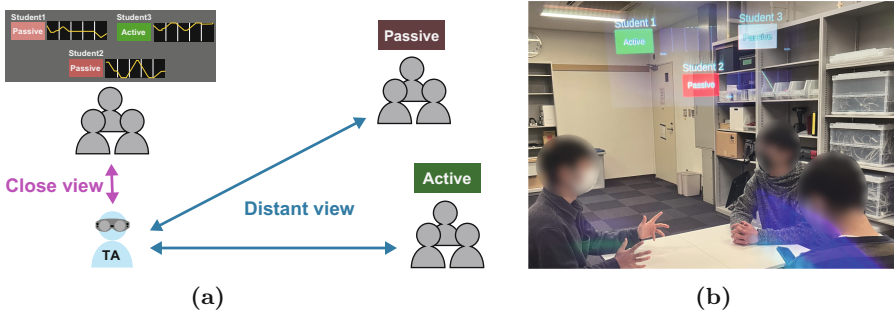 Student1
Passive
Student3
Active
Student2
Passive
Close view
TA
Distant view
Passive
Active
(a)
Student 1
Active
Student 3
Passive
Student 2
Passive
(b)